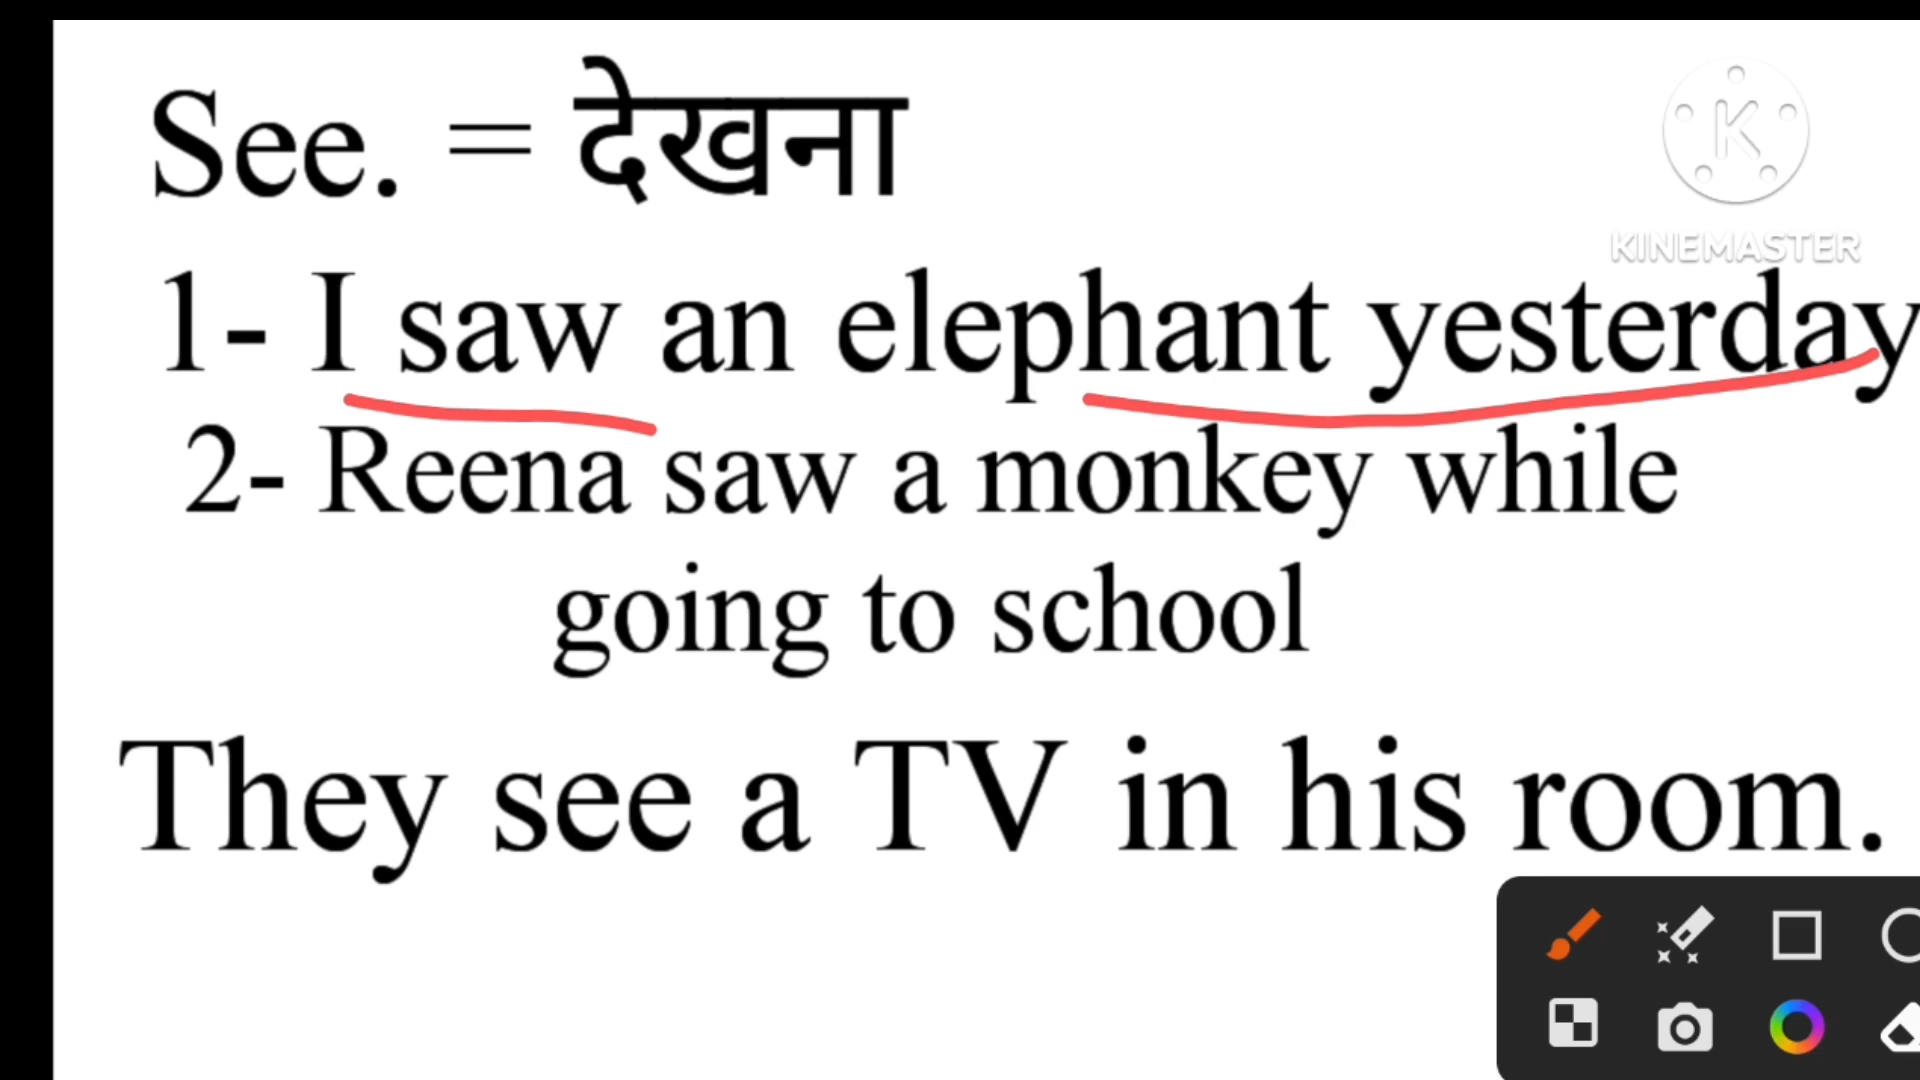 See. = देखना
KINEMASTER
1- I saw an elephant yesterday
2- Reena saw a monkey while
going to school
They see a TV in his room.